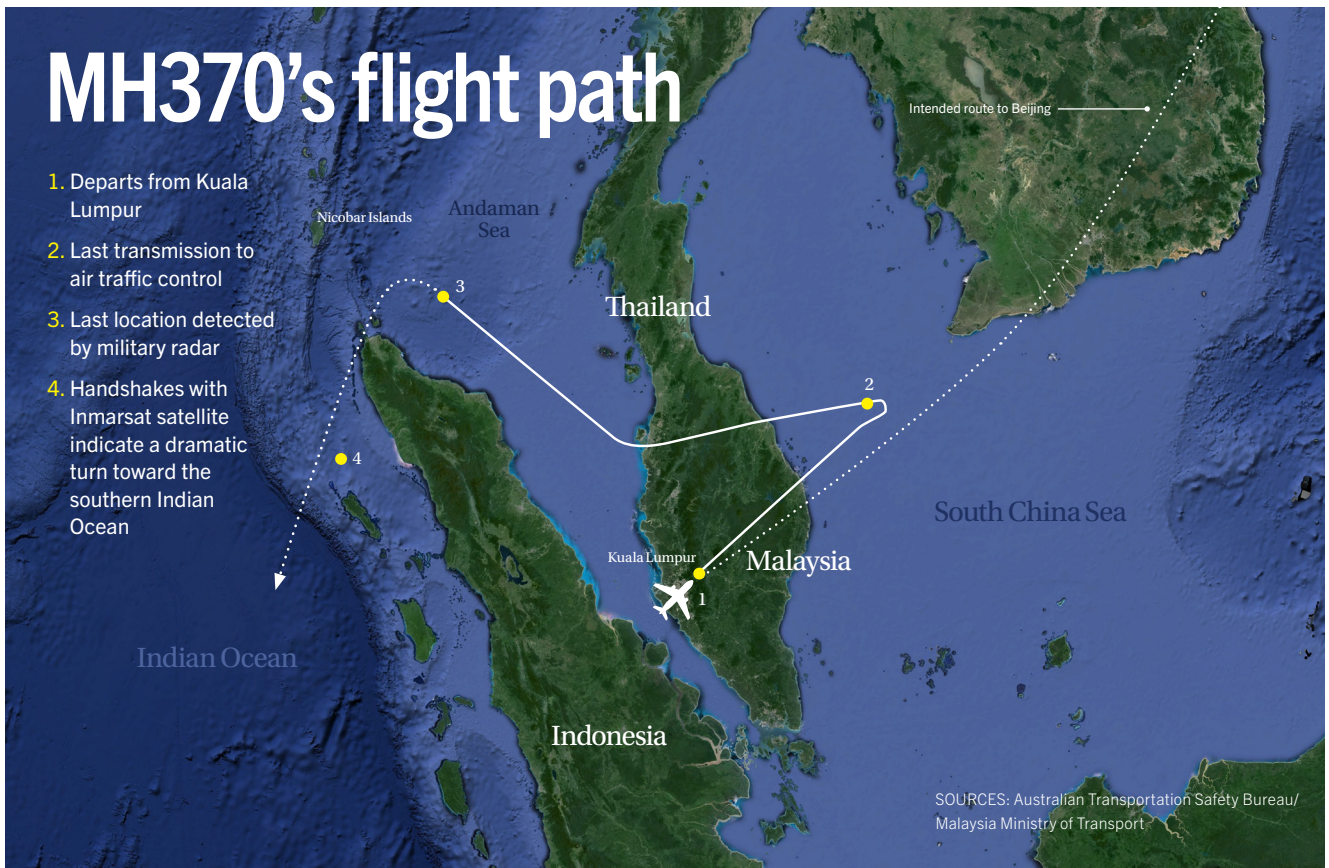 MH370’s flight path
1. Departs from Kuala
Lumpur
2. Last transmission to
air traffic control
3. Last location detected
by military radar
4. Handshakes with
Inmarsat satellite
indicate a dramatic
turn toward the
southern Indian
Ocean
Intended route to Beijing
Nicobar Islands
Andaman
Sea
3
Thailand
2
4
South China Sea
Kuala Lumpur
Malaysia
1
Indian Ocean
Indonesia
SOURCES: Australian Transportation Safety Bureau/
Malaysia Ministry of Transport